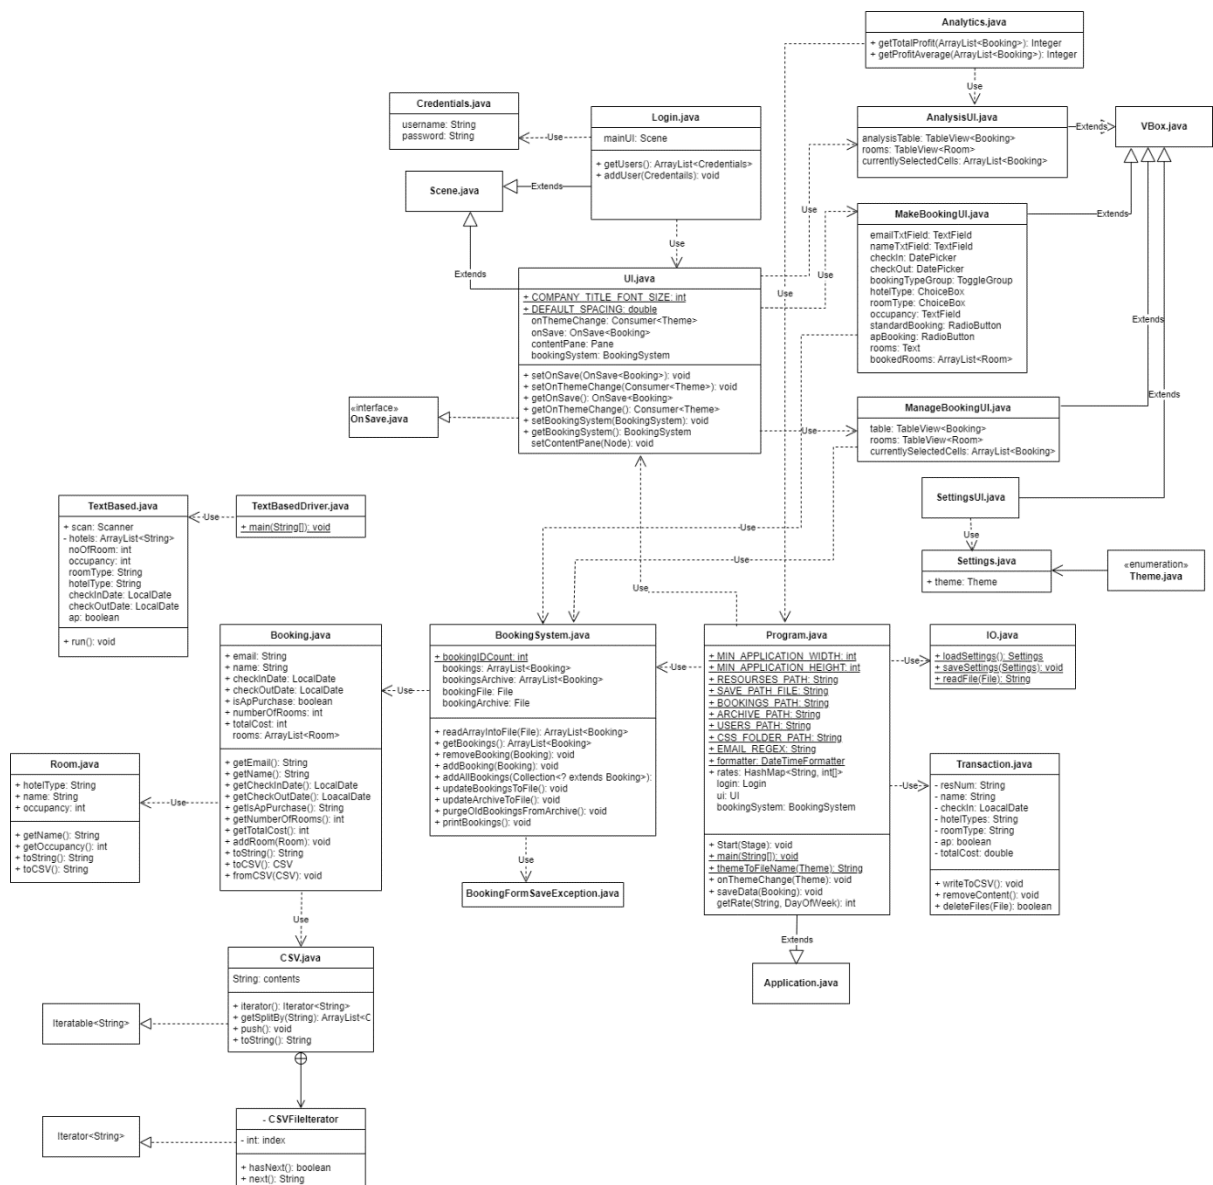 Analytics.java
+ getTotalProfit(ArrayList<Booking>): Integer
+ getProfitAverage(ArrayList<Booking>): Integer
Use
Credentials.java
username: String
password: String
Use
Login.java
mainUI: Scene
+ getUsers(): ArrayList<Credentials>
+ addUser(Credentails): void
AnalysisUI.java
analysisTable: TableView<Booking>
rooms: TableView<Room>
currentlySelectedCells: ArrayList<Booking>
Extends
VBox.java
Scene.java
Extends
Use
Use
Use
MakeBookingUI.java
emailTxtField: TextField
nameTxtField: TextField
checkIn: DatePicker
checkOut: DatePicker
bookingTypeGroup: ToggleGroup
hotelType: ChoiceBox
roomType: ChoiceBox
occupancy: TextField
standardBooking: RadioButton
apBooking: RadioButton
rooms: Text
bookedRooms: ArrayList<Room>
Extends
Extends
Extends
Extends
UI.java
+ COMPANY_TITLE_FONT_SIZE: int
+ DEFAULT_SPACING: double
onThemeChange: Consumer<Theme>
onSave: OnSave<Booking>
contentPane: Pane
bookingSystem: BookingSystem
+ setOnSave(OnSave<Booking>): void
+ setOnThemeChange(Consumer<Theme>): void
+ getOnSave(): OnSave<Booking>
+ getOnThemeChange(): Consumer<Theme>
+ setBookingSystem(BookingSystem): void
+ getBookingSystem(): BookingSystem
setContentPane(Node): void
Use
Use
Use
«interface»
OnSave.java
ManageBookingUI.java
table: TableView<Booking>
rooms: TableView<Room>
currentlySelectedCells: ArrayList<Booking>
TextBased.java
+ scan: Scanner
- hotels: ArrayList<String>
noOfRoom: int
occupancy: int
roomType: String
hotelType: String
checkInDate: LocalDate
checkOutDate: LocalDate
ap: boolean
+ run(): void
Use
TextBasedDriver.java
+ main(String[]): void
SettingsUI.java
Use
Use
Use
Use
Settings.java
+ theme: Theme
«enumeration»
Theme.java
Booking.java
+ email: String
+ name: String
+ checkInDate: LocalDate
+ checkOutDate: LocalDate
+ isApPurchase: boolean
+ numberOfRooms: int
+ totalCost: int
rooms: ArrayList<Room>
+ getEmail(): String
+ getName(): String
+ getCheckInDate(): LocalDate
+ getCheckOutDate(): LoacalDate
+ getIsApPurchase(): String
+ getNumberOfRooms(): int
+ getTotalCost(): int
+ addRoom(Room): void
+ toString(): String
+ toCSV(): CSV
+ fromCSV(CSV): void
Use
BookingSystem.java
+ bookingIDCount: int
bookings: ArrayList<Booking>
bookingsArchive: ArrayList<Booking>
bookingFile: File
bookingArchive: File
+ readArrayIntoFile(File): ArrayList<Booking>
+ getBookings(): ArrayList<Booking>
+ removeBooking(Booking): void
+ addBooking(Booking): void
+ addAllBookings(Collection<? extends Booking>):
+ updateBookingsToFile(): void
+ updateArchiveToFile(): void
+ purgeOldBookingsFromArchive(): void
+ printBookings(): void
Use
Program.java
+ MIN_APPLICATION_WIDTH: int
+ MIN_APPLICATION_HEIGHT: int
+ RESOURSES_PATH: String
+ SAVE_PATH_FILE: String
+ BOOKINGS_PATH: String
+ ARCHIVE_PATH: String
+ USERS_PATH: String
+ CSS_FOLDER_PATH: String
+ EMAIL_REGEX: String
+ formatter: DateTimeFormatter
+ rates: HashMap<String, int[]>
login: Login
ui: UI
bookingSystem: BookingSystem
+ Start(Stage): void
+ main(String[]): void
+ themeToFileName(Theme): String
+ onThemeChange(Theme): void
+ saveData(Booking): void
getRate(String, DayOfWeek): int
Use
IO.java
+ loadSettings(): Settings
+ saveSettings(Settings): void
+ readFile(File): String
Room.java
+ hotelType: String
+ name: String
+ occupancy: int
+ getName(): String
+ getOccupancy(): int
+ toString(): String
+ toCSV(): String
Use
Use
Transaction.java
- resNum: String
- name: String
- checkIn: LoacalDate
- hotelTypes: String
- roomType: String
- ap: boolean
- totalCost: double
+ writeToCSV(): void
+ removeContent(): void
+ deleteFiles(File): boolean
Use
BookingFormSaveException.java
Use
Extends
Application.java
CSV.java
String: contents
+ iterator(): Iterator<String>
+ getSplitBy(String): ArrayList<C
+ push(): void
+ toString(): String
Iteratable<String>
- CSVFileIterator
- int: index
+ hasNext(): boolean
+ next(): String
Iterator<String>